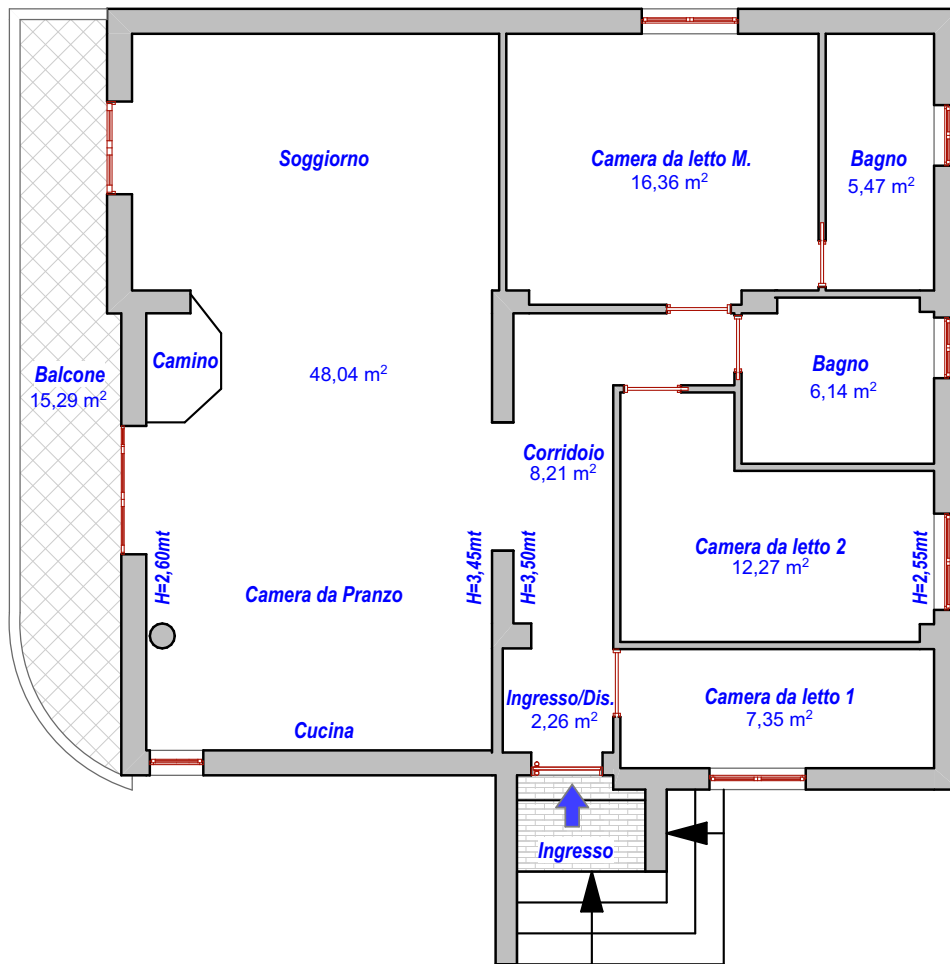 Soggiorno
Camera da letto M.
16,36 m²
Bagno
5,47 m²
Camino
48,04 m²
Balcone
15,29 m²
Bagno
6,14 m²
Corridoio
8,21 m²
H=2,60mt
H=3,45mt
H=3,50mt
Camera da letto 2
12,27 m²
H=2,55mt
Camera da Pranzo
Ingresso/Dis.
2,26 m²
Camera da letto 1
7,35 m²
Cucina
Ingresso